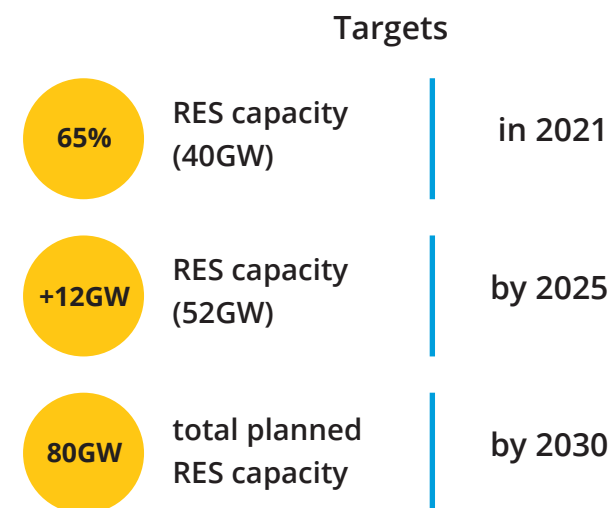 Targets
65%
RES capacity
(40GW)
in 2021
+12GW
RES capacity
(52GW)
by 2025
80GW
total planned
RES capacity
by 2030